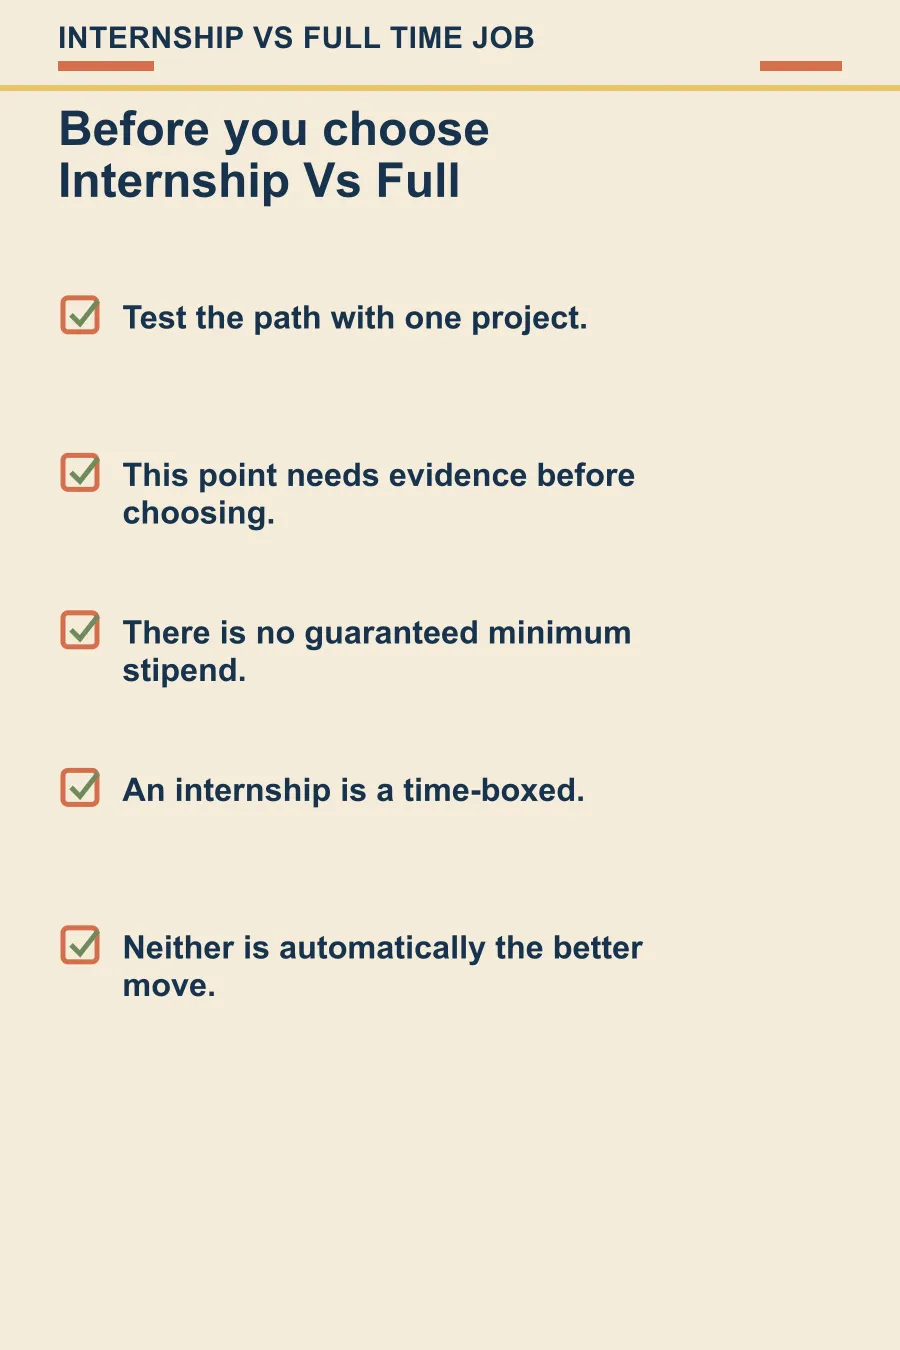 INTERNSHIP VS FULL TIME JOB
Before you choose
Internship Vs Full
Test the path with one project.
This point needs evidence before
choosing.
There is no guaranteed minimum
stipend.
An internship is a time-boxed.
Neither is automatically the better
move.